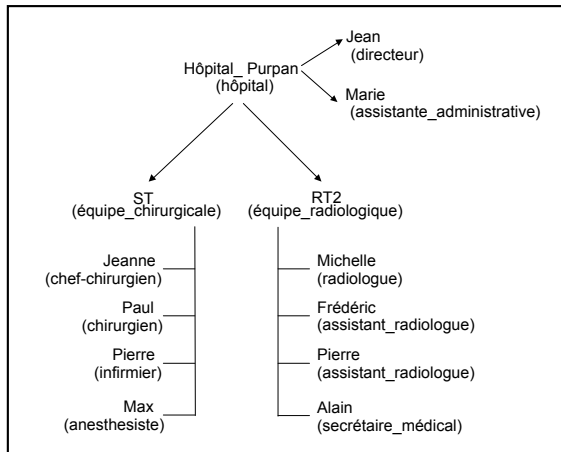 Jean
(directeur)
Hôpital_ Purpan
(hôpital)
Marie
(assistante_administrative)
ST
(équipe_chirurgicale)
RT2
(équipe_radiologique)
Jeanne
(chef-chirurgien)
Paul
(chirurgien)
Pierre
(infirmier)
Max
(anesthesiste)
Michelle
(radiologue)
Frédéric
(assistant_radiologue)
Pierre
(assistant_radiologue)
Alain
(secrétaire_médical)